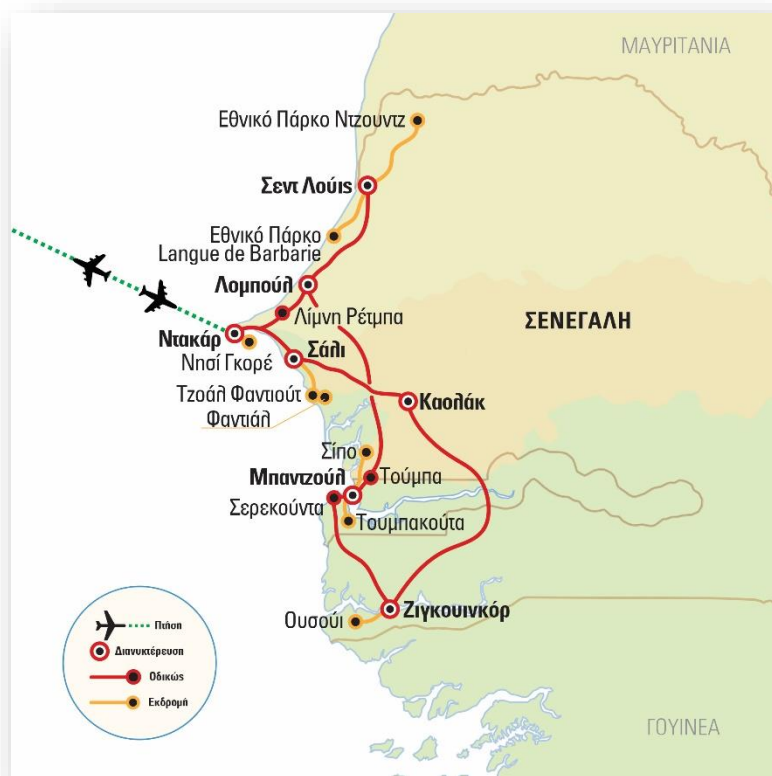 ΜΑΥΡΙΤΑΝΙΑ
Εθνικό Πάρκο Ντζουντζ
Σεντ Λούις
Εθνικό Πάρκο
Langue de Barbarie
Λομπούλ
Λίμνη Ρέτμπα
ΣΕΝΕΓΑΛΗ
Ντακάρ
Νησί Γκορέ
Σάλι
Τζοάλ Φαντιούτ
Φαντιάλ
Καολάκ
Σίπο
Μπαντζούλ
Τούμπα
Σερεκούντα
Τουμπακούτα
Ουσούι
Ζιγκουινκόρ
Πτήση
Διανυκτέρευση
Οδικώς
Εκδρομή
ΓΟΥΙΝΕΑ